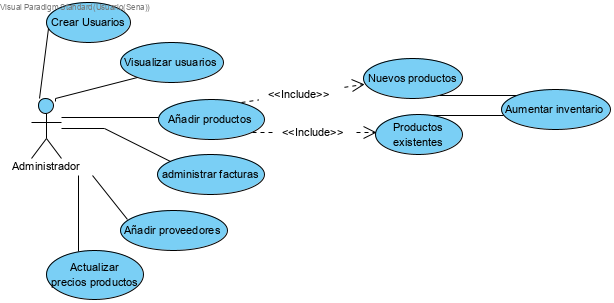 Visual Paradigm Standard(usuario(Sena))
Crear Usuarios
Visualizar usuarios
Nuevos productos
<<Include>>
Aumentar inventario
Añadir productos
<<Include>>
Productos
existentes
Administrador
administrar facturas
Añadir proveedores
Actualizar
precios productos